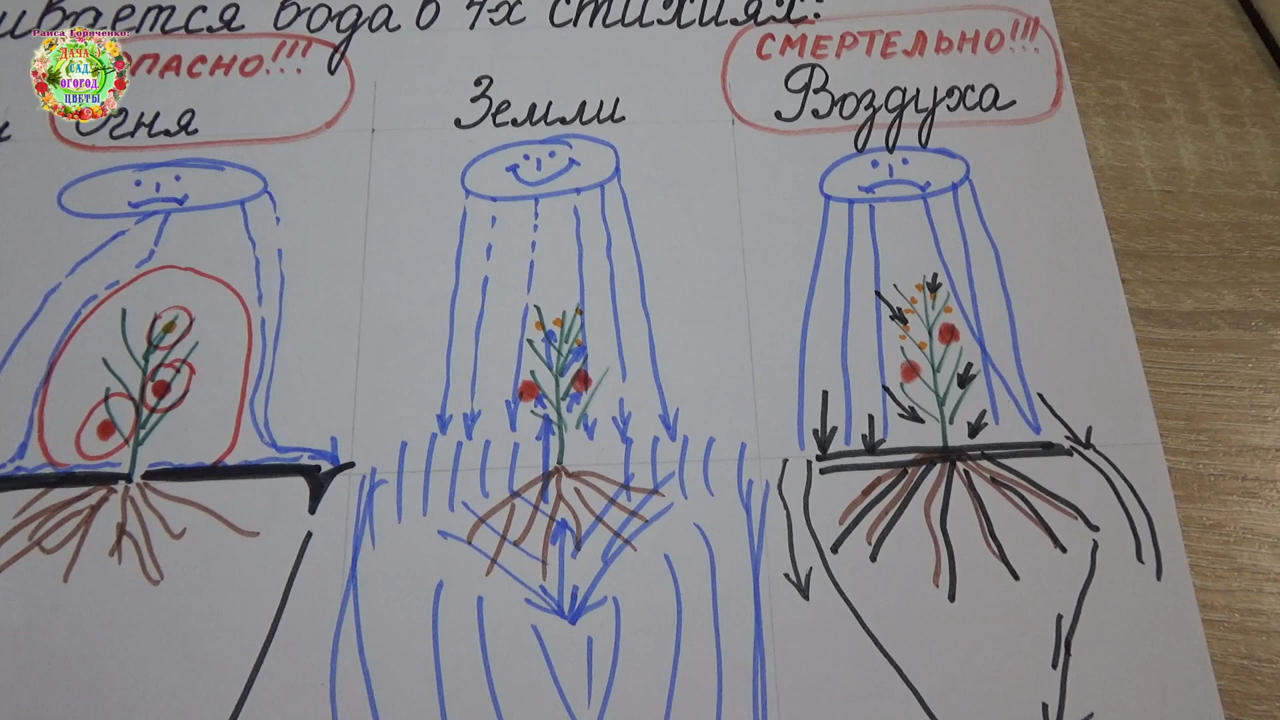 вается вода в 4х стихиях:
Раиса Горяченко:
ДАЧА
САД
ОГОРОД
ЦВЕТЫ
ПАСНО!!!
Огня
Земли
СМЕРТЕЛЬНО!!!
Воздуха